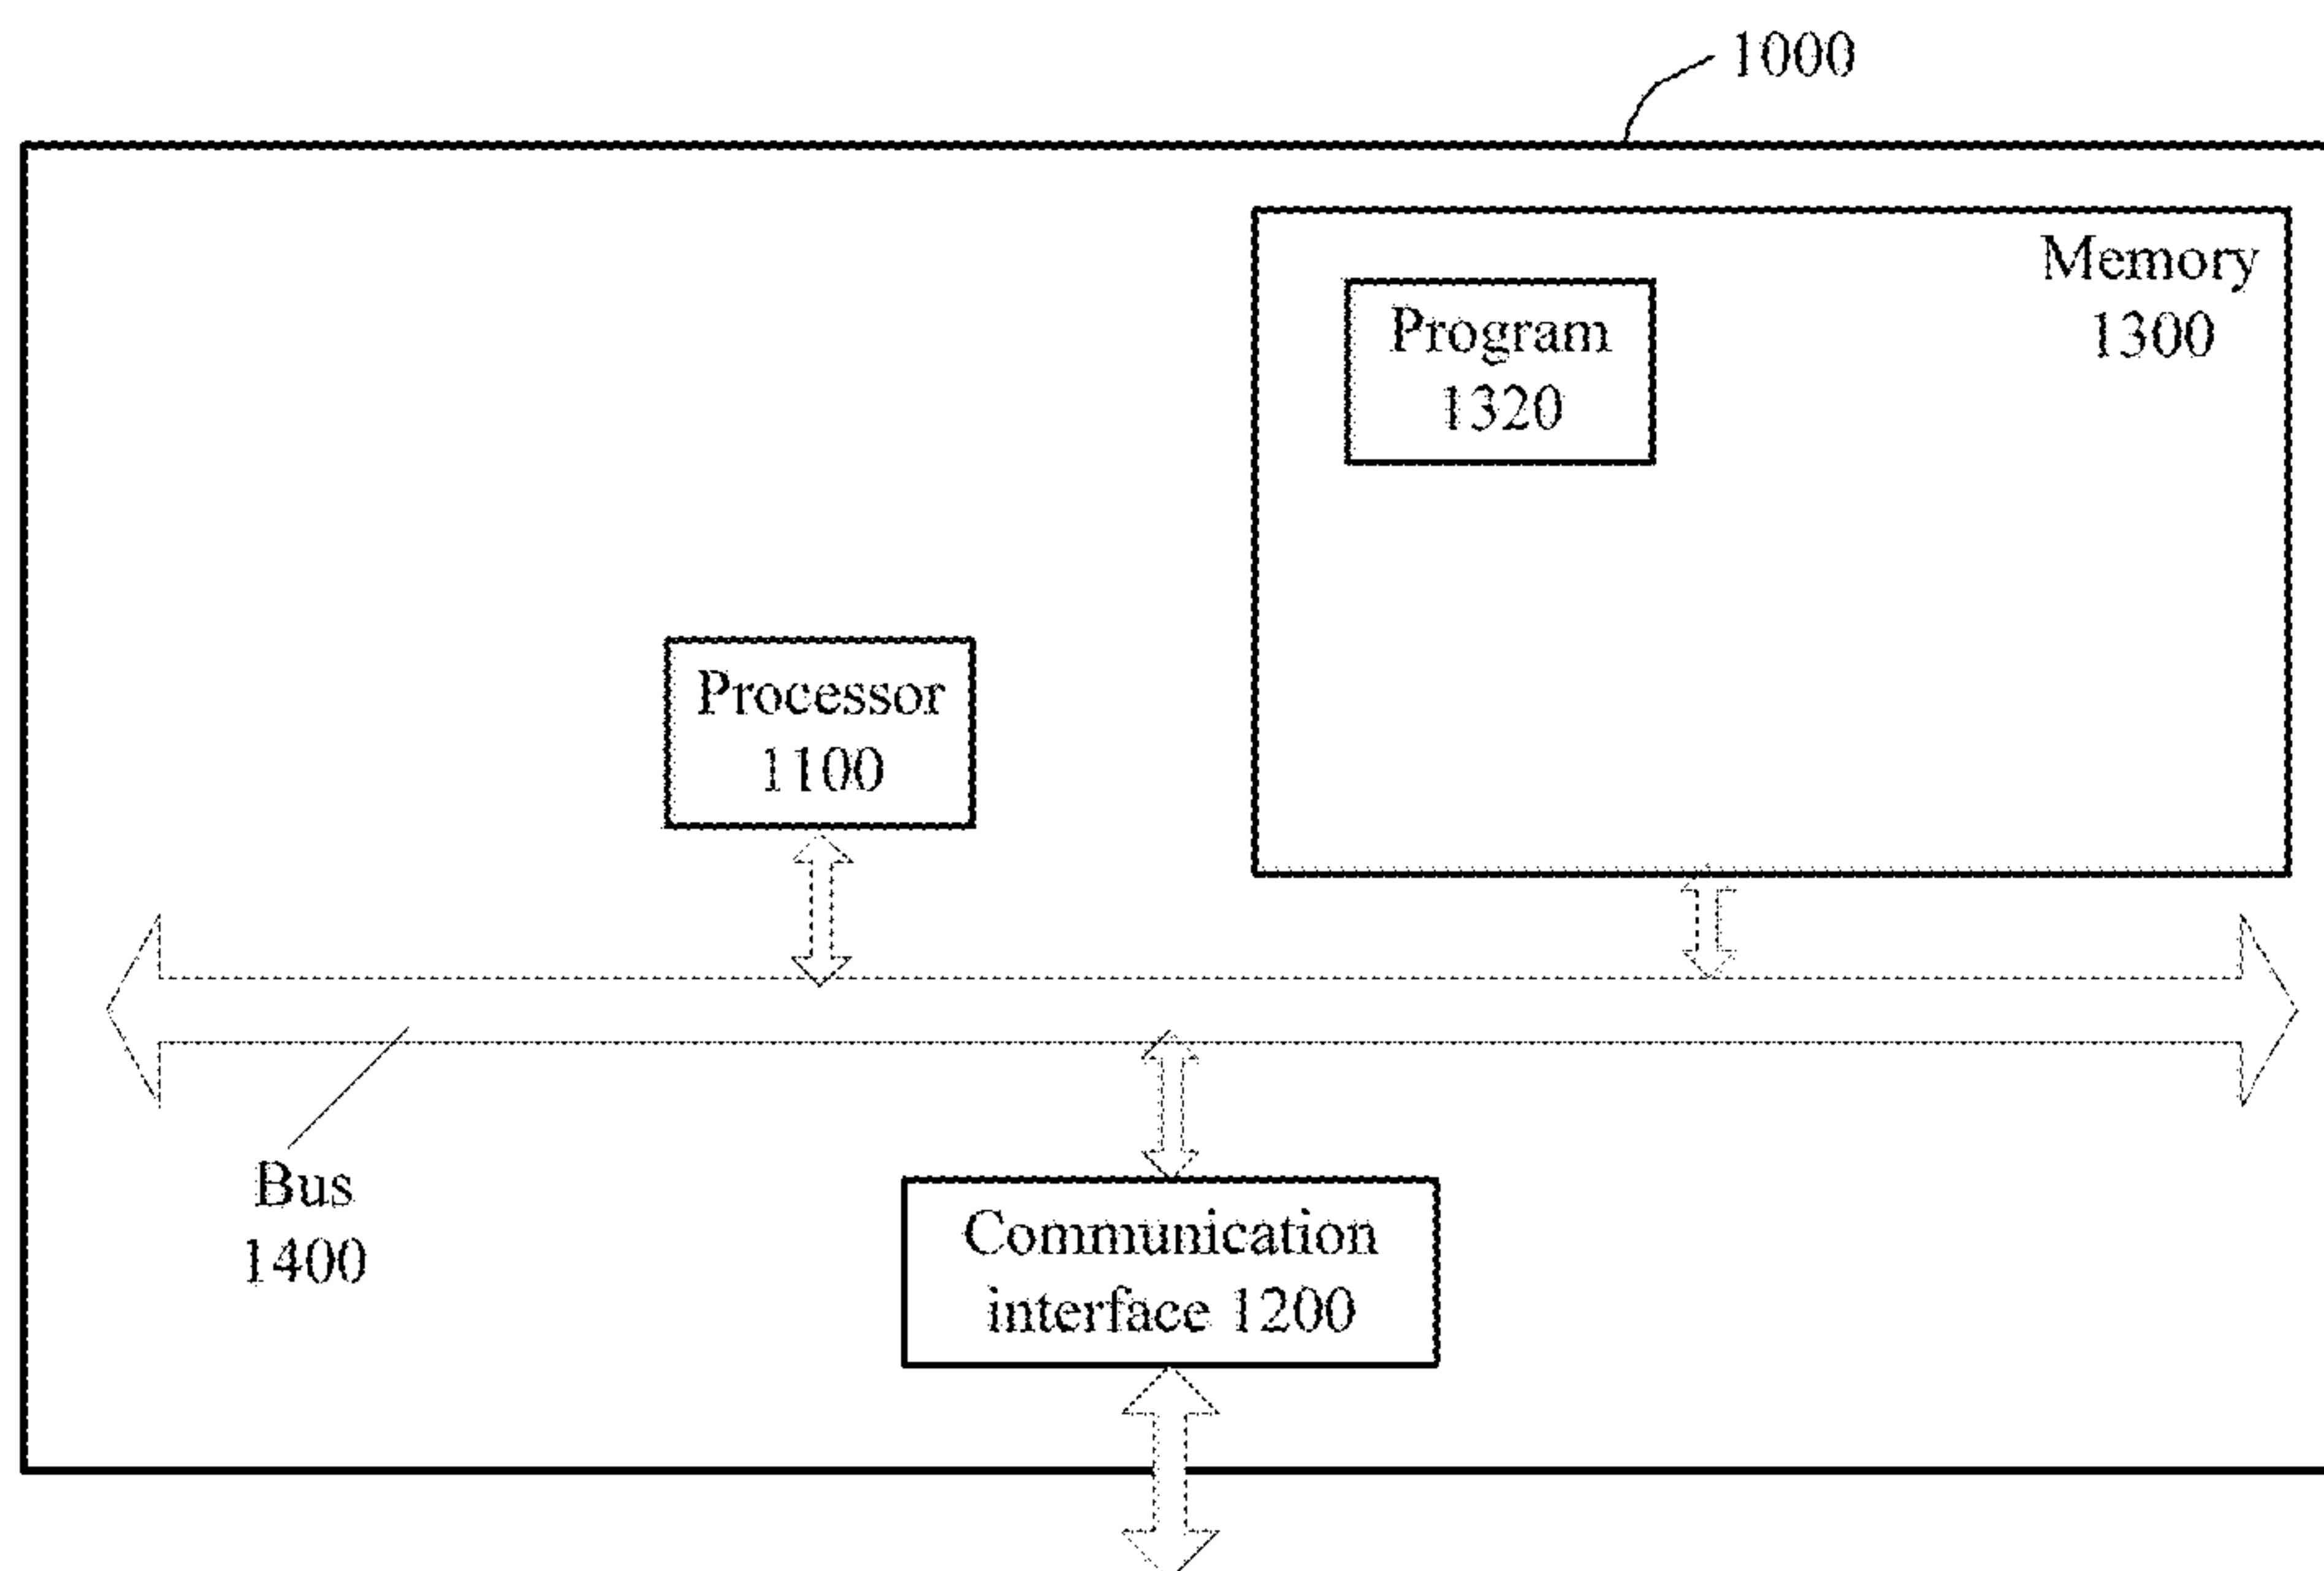 1000
Memory
1300
Program
1320
Processor
1100
Bus
1400
Communication
interface 1200